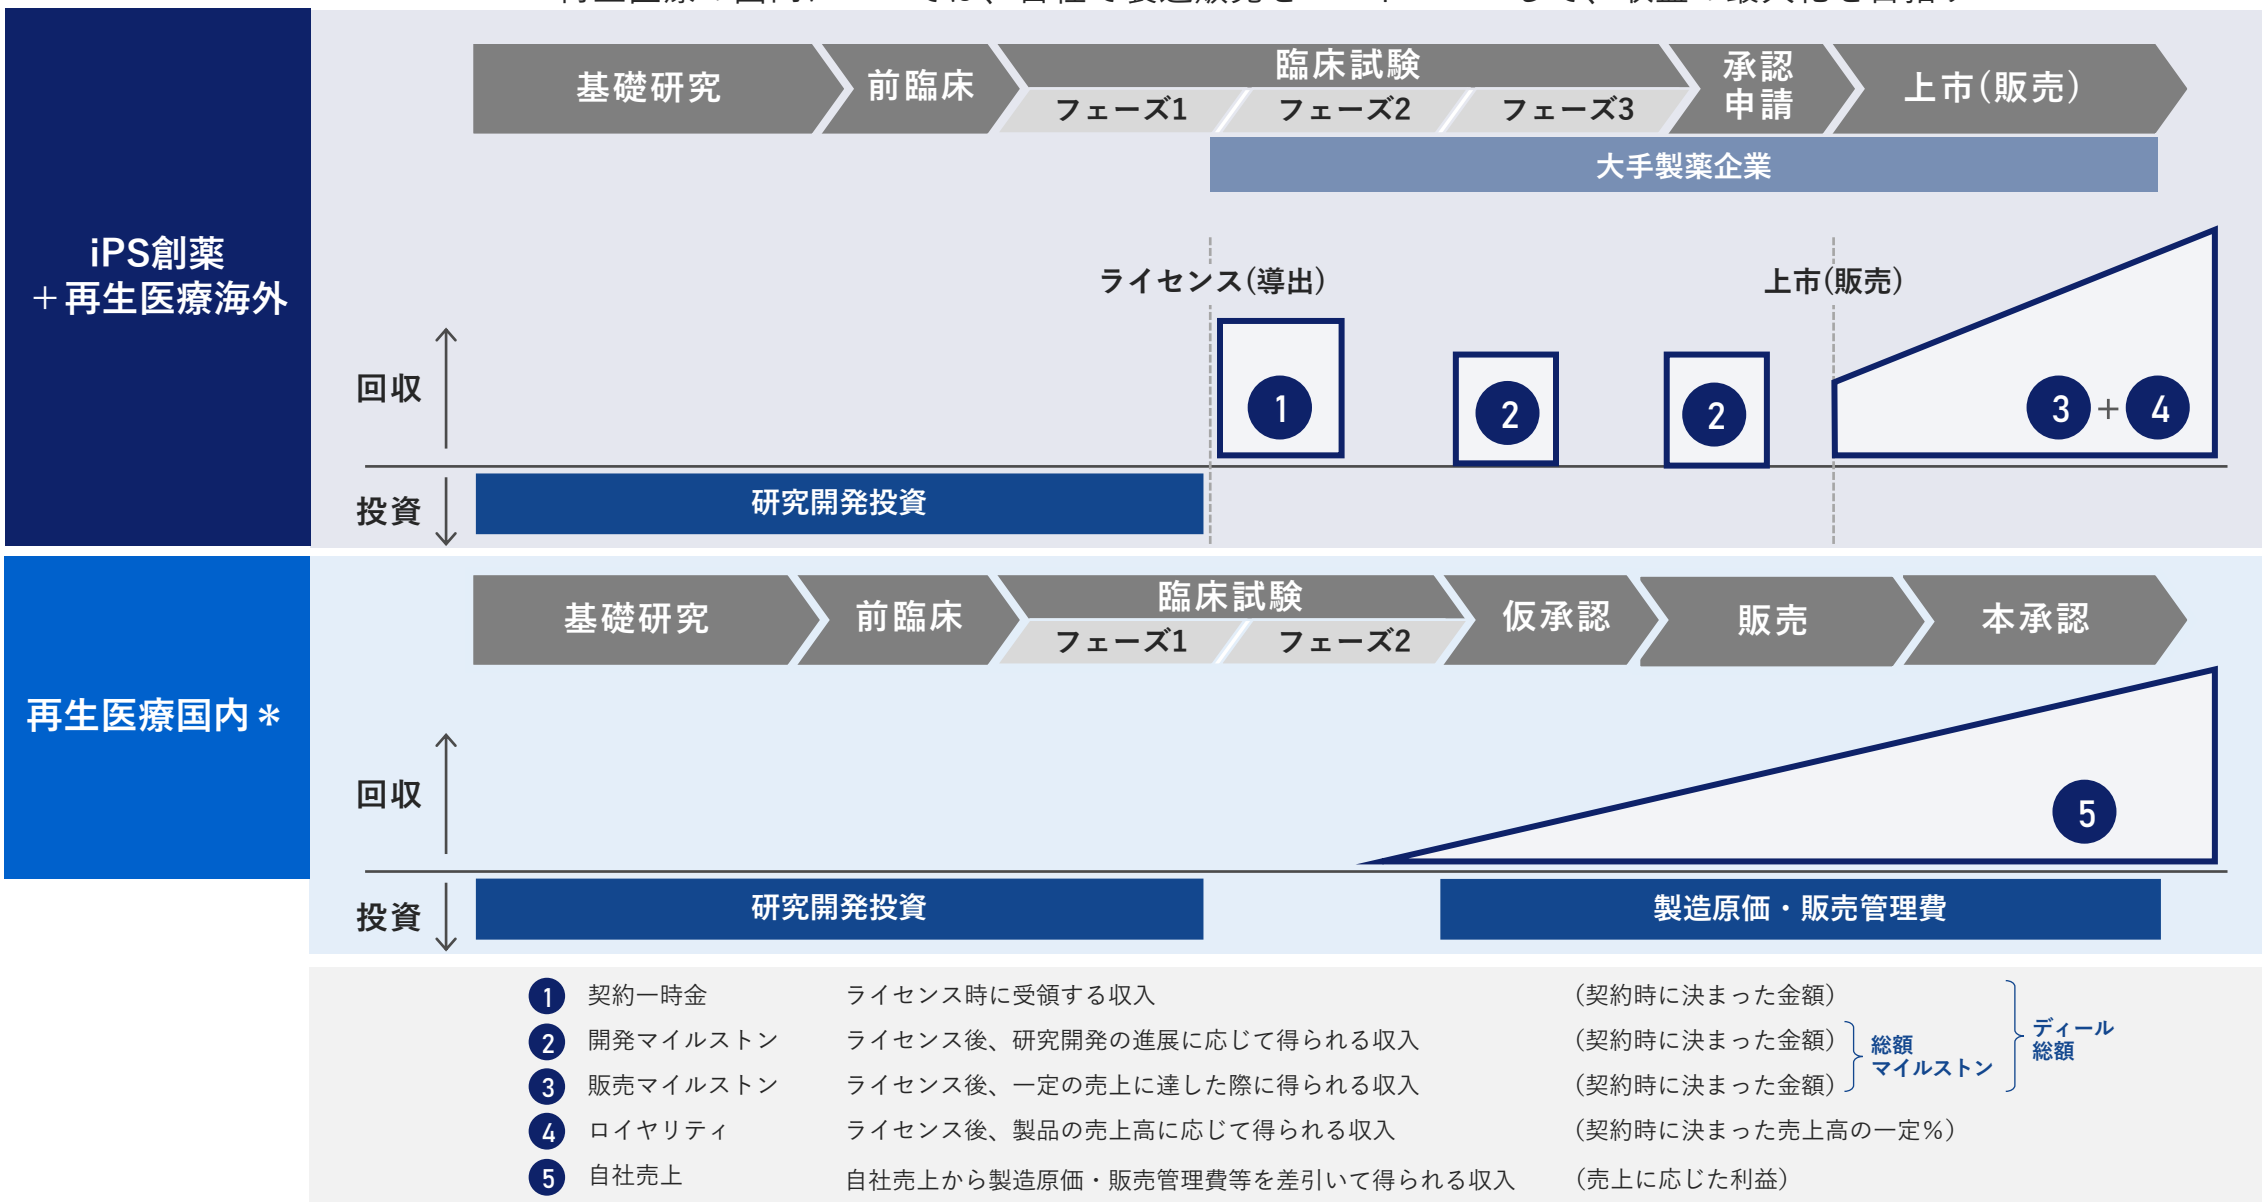 基礎研究
前臨床
臨床試験
フェーズ1
フェーズ2
フェーズ3
承認
申請
上市(販売)
大手製薬企業
iPS創薬
＋再生医療海外
ライセンス(導出)
上市(販売)
回収
1
2
2
3+4
投資
研究開発投資
基礎研究
前臨床
臨床試験
フェーズ1
フェーズ2
仮承認
販売
本承認
再生医療国内＊
回収
5
投資
研究開発投資
製造原価・販売管理費
1 契約一時金 ライセンス時に受領する収入 (契約時に決まった金額)
2 開発マイルストン ライセンス後、研究開発の進展に応じて得られる収入 (契約時に決まった金額)
3 販売マイルストン ライセンス後、一定の売上に達した際に得られる収入 (契約時に決まった金額)
総額
マイルストン
ディール
総額
4 ロイヤリティ ライセンス後、製品の売上高に応じて得られる収入 (契約時に決まった売上高の一定%)
5 自社売上 自社売上から製造原価・販売管理費等を差引いて得られる収入 (売上に応じた利益)